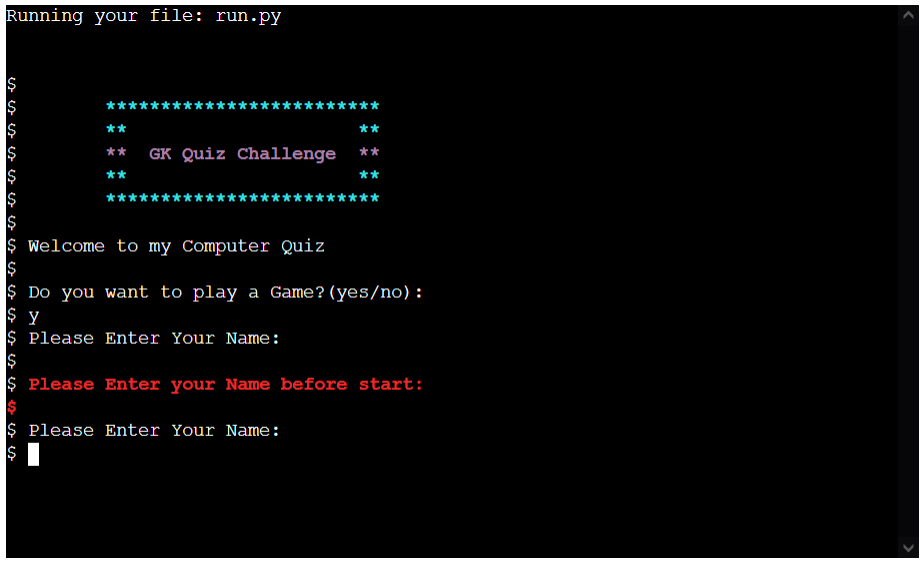 Running your file: run.py
$
$ *************************
$ ** **
$ ** GK Quiz Challenge **
$ ** **
$ *************************
$
$ Welcome to my Computer Quiz
$
$ Do you want to play a Game?(yes/no):
$ y
$ Please Enter Your Name:
$
$ Please Enter your Name before start:
$
$ Please Enter Your Name:
$